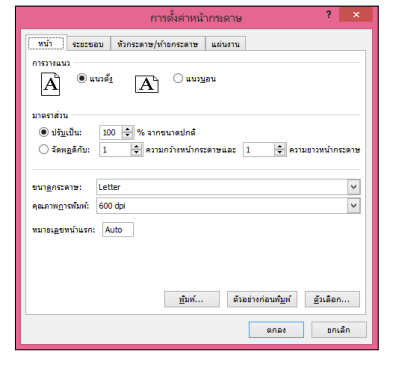 การตั้งค่าหน้ากระดาษ ? ×
หน้า ระยะขอบ หัวกระดาษ/ท้ายกระดาษ แผ่นงาน
การวางแนว
A แนวตั้ง A แนวนอน
มาตราส่วน
ปรับเป็น: 100 % จากขนาดปกติ
จัดพอดีกับ: 1 ความกว้างหน้ากระดาษและ 1 ความยาวหน้ากระดาษ
ขนาดกระดาษ: Letter
คุณภาพการพิมพ์: 600 dpi
หมายเลขหน้าแรก: Auto
พิมพ์... ตัวอย่างก่อนพิมพ์ ตัวเลือก...
ตกลง ยกเลิก